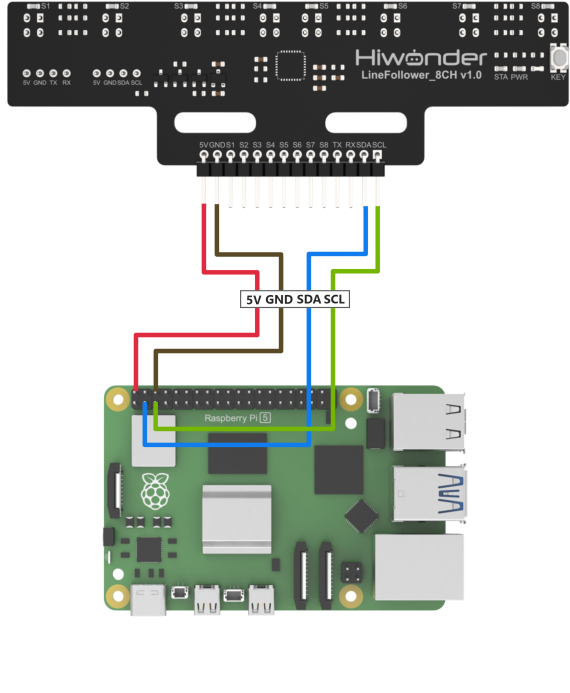 S1 S2 S3 S4 S5 S6 S7 S8
Hiwonder
LineFollower_8CH v1.0
5V GND TX RX 5V GND SDA SCL
STA PWR KEY
5V GND S1 S2 S3 S4 S5 S6 S7 S8 TX RX SDA SCL
5V GND SDA SCL
Raspberry Pi 5